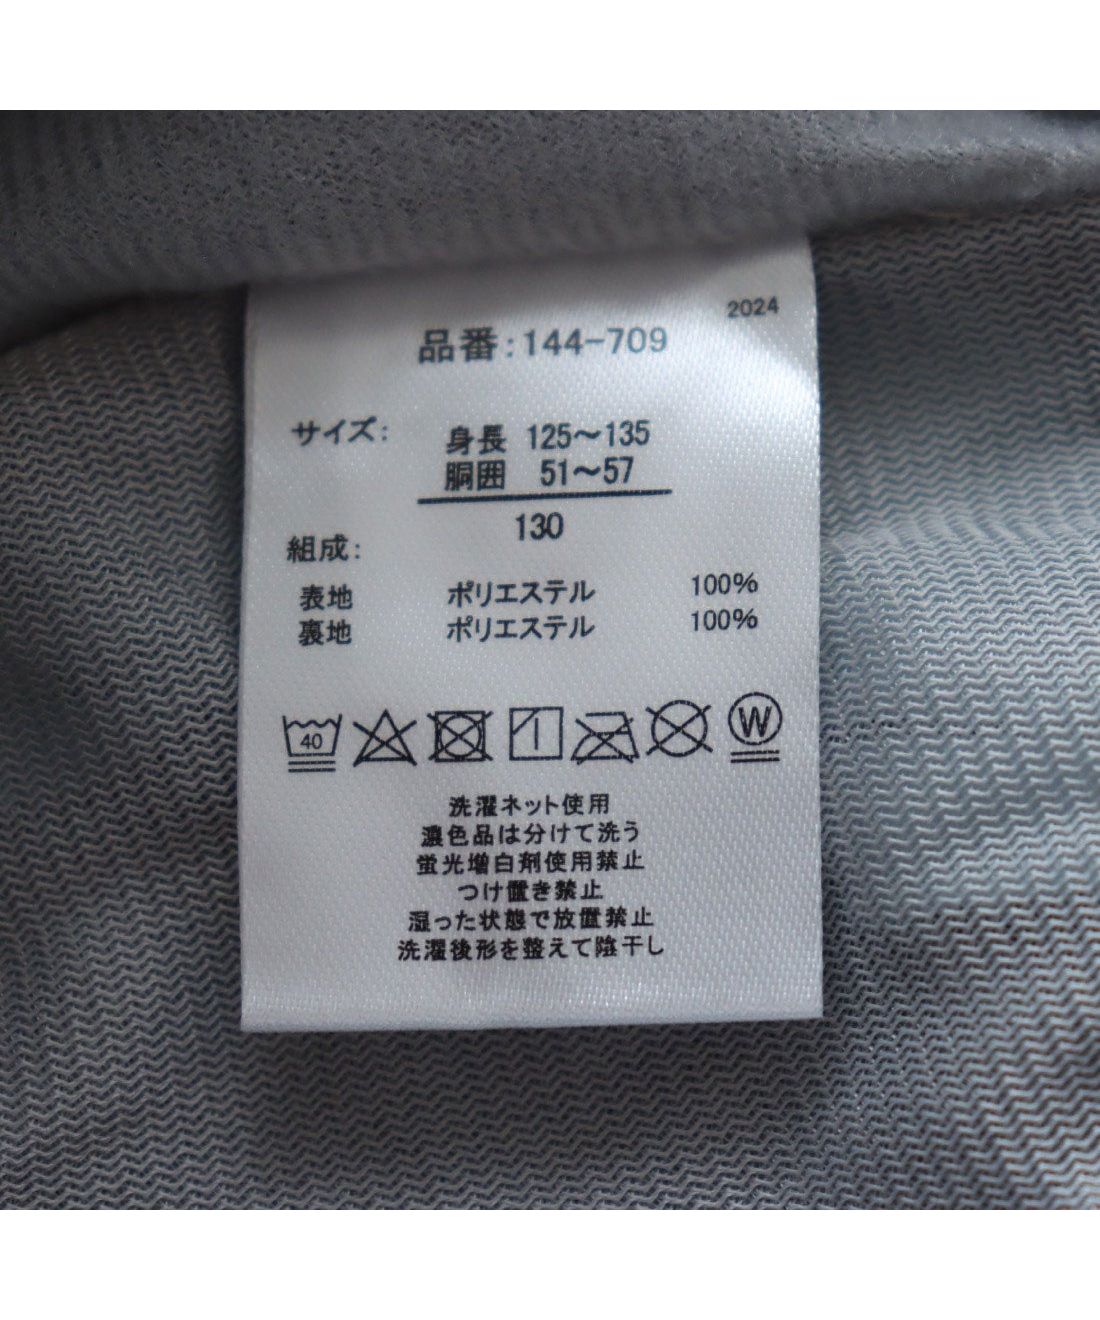 2024
品番:144-709
サイズ: 身長 125～135
胴囲 51～57
130
組成:
表地 ポリエステル 100%
裏地 ポリエステル 100%
40 W
洗濯ネット使用
濃色品は分けて洗う
蛍光増白剤使用禁止
つけ置き禁止
湿った状態で放置禁止
洗濯後形を整えて陰干し